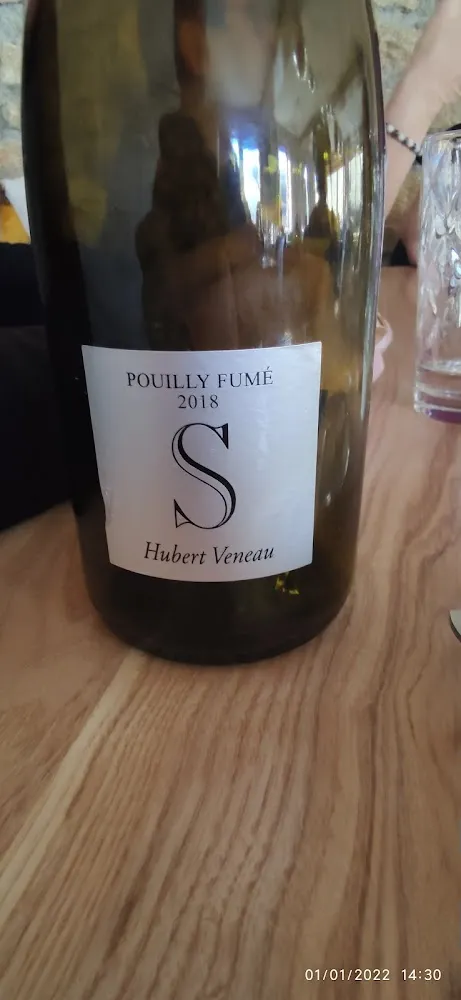 POUILLY FUMÉ
2018
S
Hubert Veneau
01/01/2022 14:30